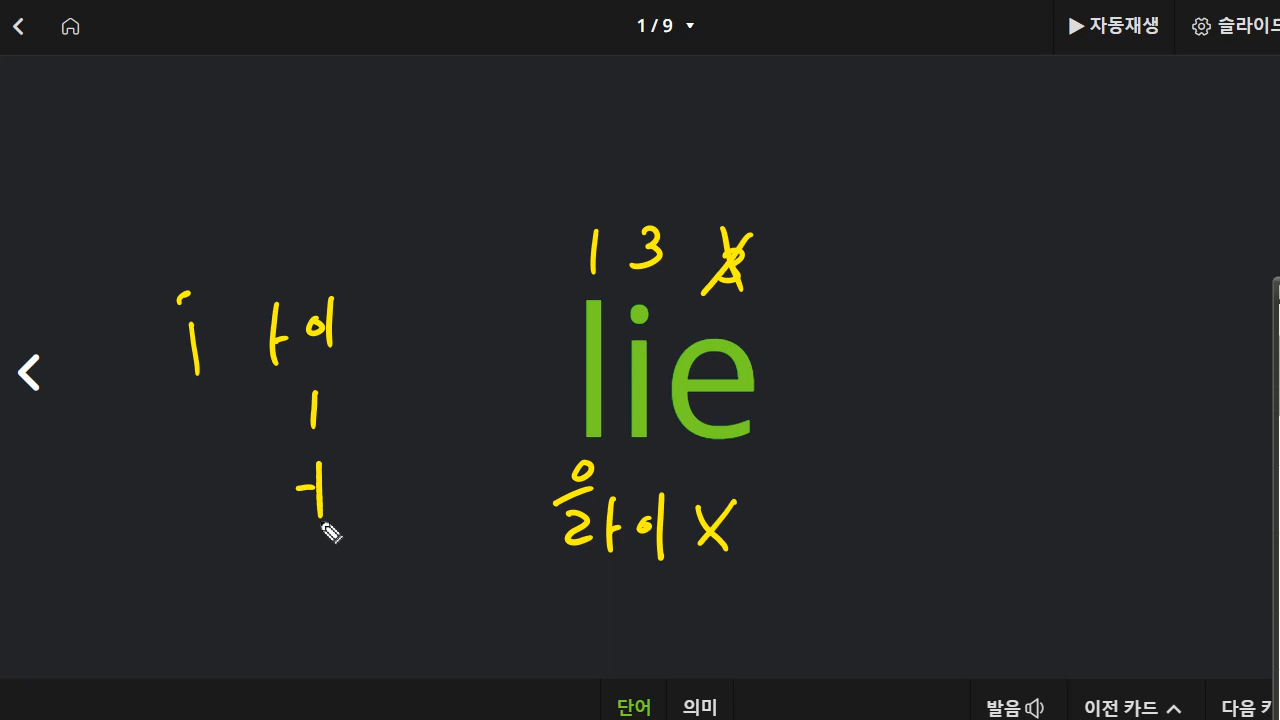 1 / 9
▶ 자동재생
슬라이드
1 3
lie
i ㅏ이
ㅣ
ㅓ
을라이 X
단어
의미
발음
이전 카드
다음